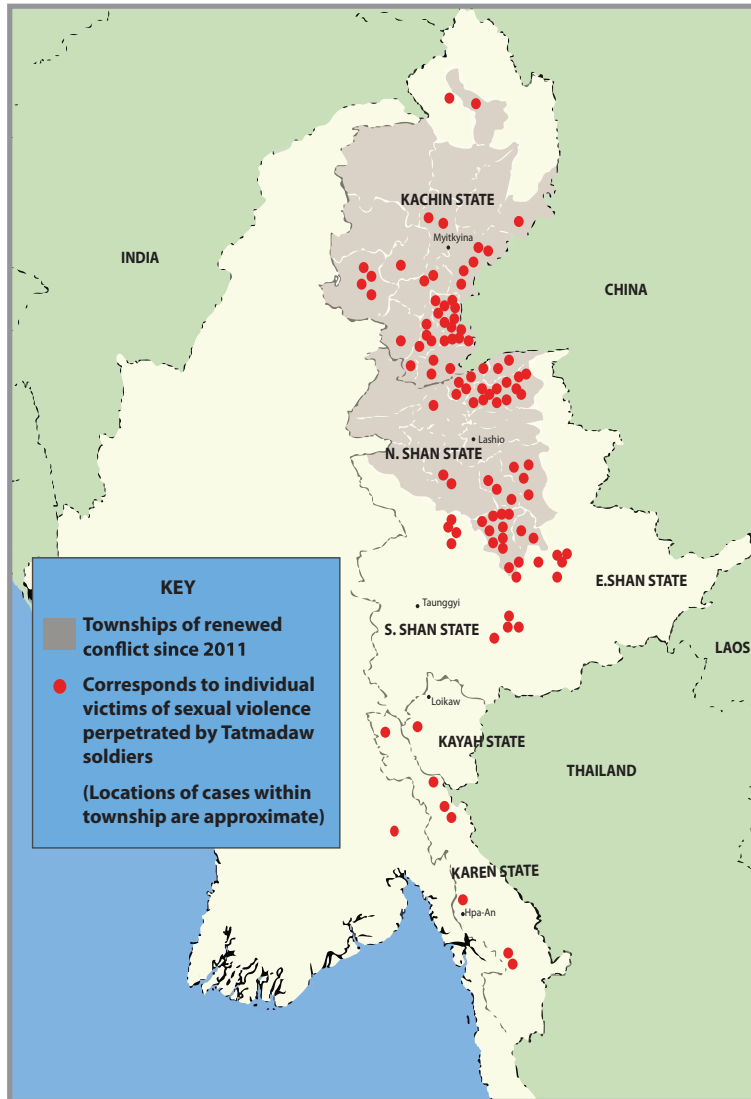 KACHIN STATE
Myitkyina
INDIA
CHINA
Lashio
N. SHAN STATE
E.SHAN STATE
Taunggyi
S. SHAN STATE
LAOS
Loikaw
KAYAH STATE
THAILAND
KAREN STATE
Hpa-An
KEY
Townships of renewed
conflict since 2011
Corresponds to individual
victims of sexual violence
perpetrated by Tatmadaw
soldiers
(Locations of cases within
township are approximate)